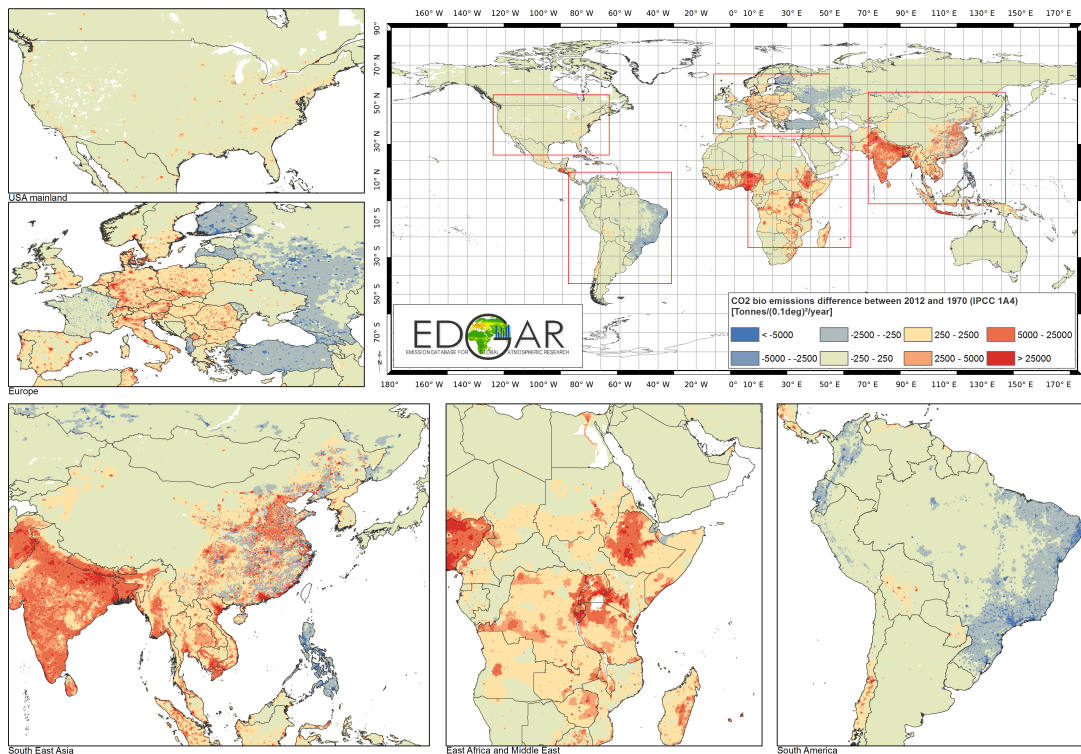 160° W 140° W 120° W 100° W 80° W 60° W 40° W 20° W 0° E 30° E 50° E 70° E 90° E 110° E 130° E 150° E 170° E
90°
70° N
50° N
30° N
10° N
10° S
30° S
50° S
70° S
USA mainland
CO2 bio emissions difference between 2012 and 1970 (IPCC 1A4)
[Tonnes/(0.1deg)²/year]
< -5000 -2500 - -250 250 - 2500 5000 - 25000
-5000 - -2500 -250 - 250 2500 - 5000 > 25000
EDGAR
EMISSION DATABASE FOR GLOBAL ATMOSPHERIC RESEARCH
180° 160° W 140° W 120° W 100° W 80° W 60° W 40° W 20° W 0° E 30° E 50° E 70° E 90° E 110° E 130° E 150° E 170° E
Europe
South East Asia
East Africa and Middle East
South America